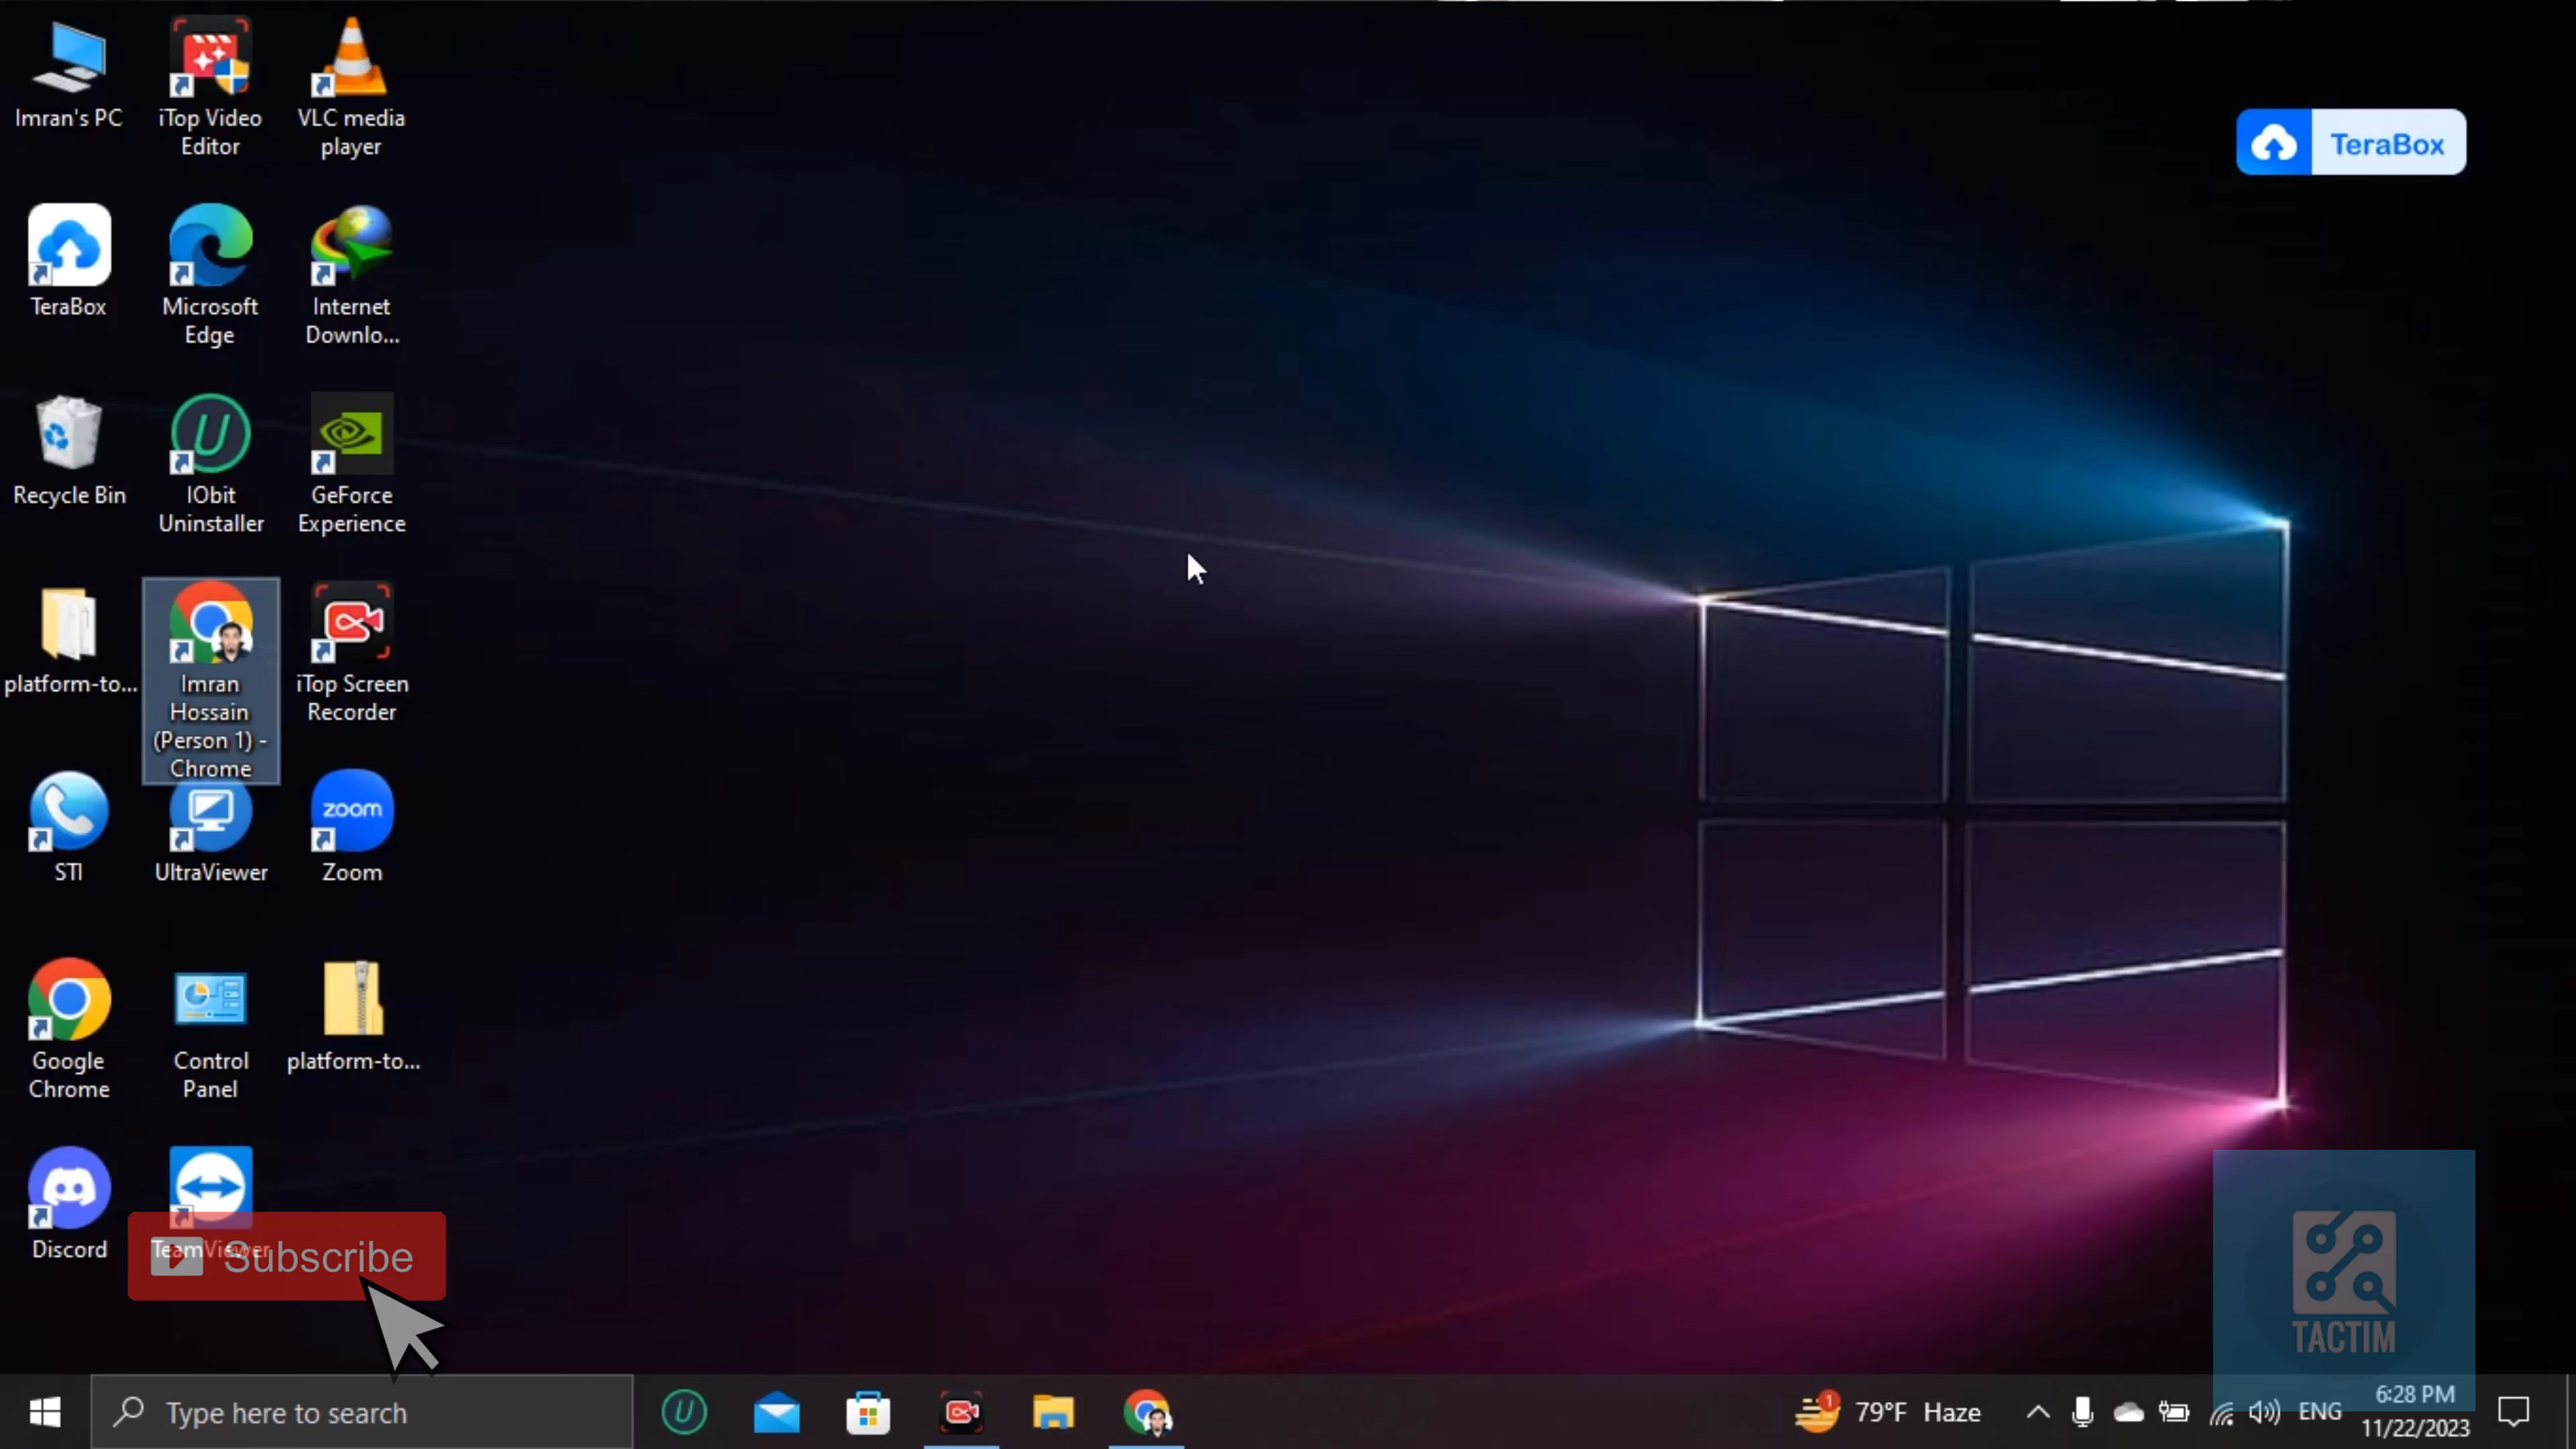 Imran's PC
iTop Video
Editor
VLC media
player
TeraBox
TeraBox
Microsoft
Edge
Internet
Downlo...
Recycle Bin
IObit
Uninstaller
GeForce
Experience
platform-to...
Imran
Hossain
(Person 1) -
Chrome
iTop Screen
Recorder
zoom
STI
UltraViewer
Zoom
Google
Chrome
Control
Panel
platform-to...
Discord
TeamViewer
Subscribe
TACTIM
Type here to search
1
79°F Haze
ENG
6:28 PM
11/22/2023